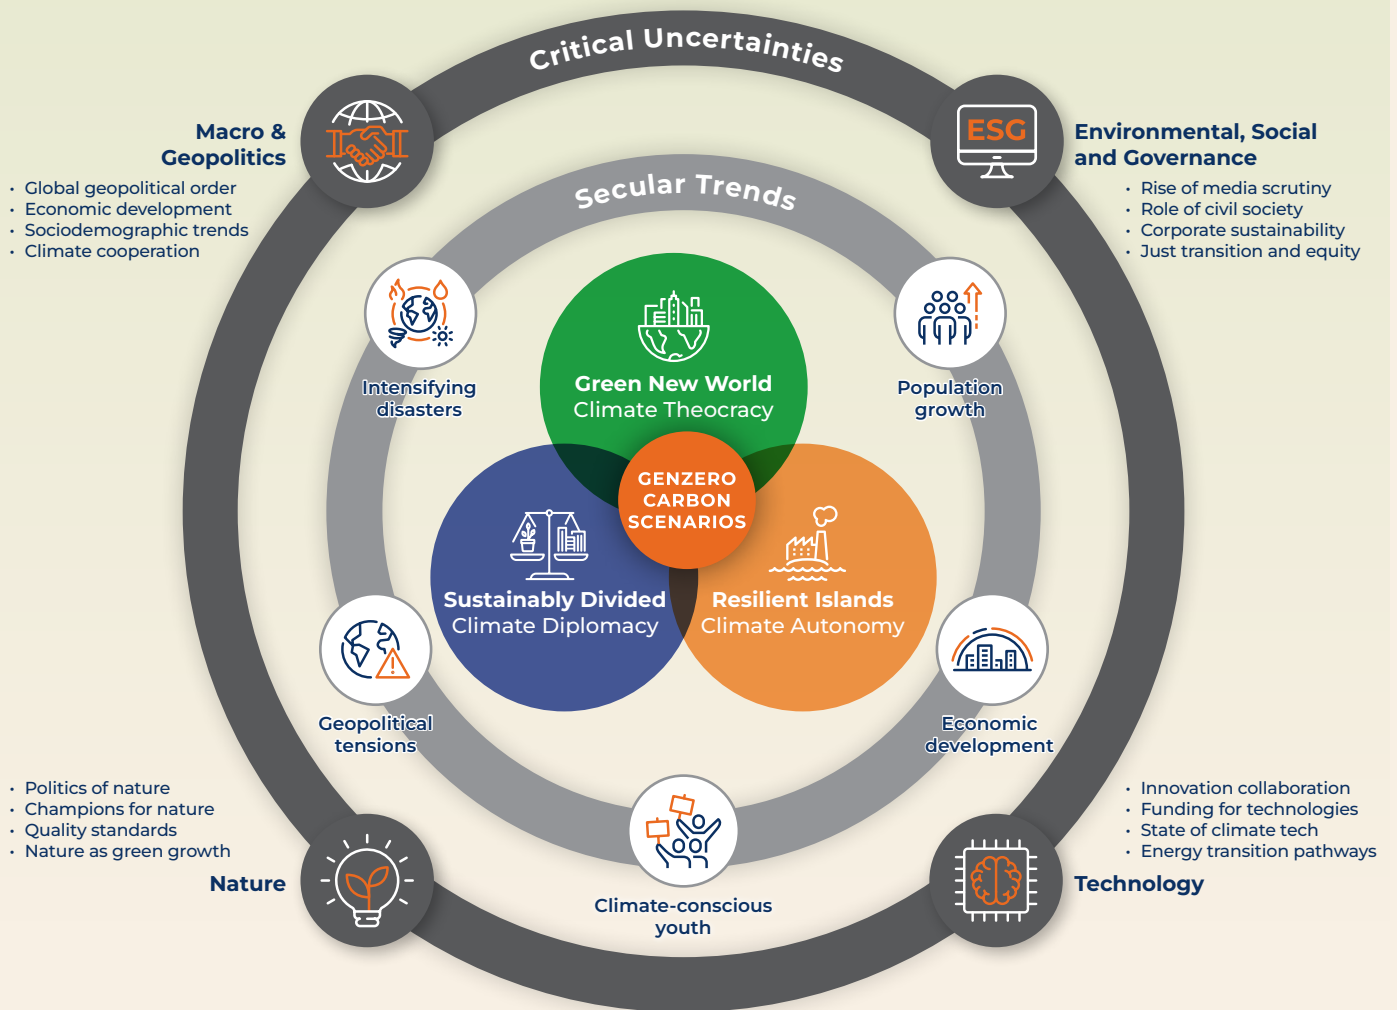 Critical Uncertainties
Macro &
Geopolitics
• Global geopolitical order
• Economic development
• Sociodemographic trends
• Climate cooperation
ESG
Environmental, Social
and Governance
• Rise of media scrutiny
• Role of civil society
• Corporate sustainability
• Just transition and equity
Secular Trends
Intensifying
disasters
Population
growth
Green New World
Climate Theocracy
GENZERO
CARBON
SCENARIOS
Sustainably Divided
Climate Diplomacy
Resilient Islands
Climate Autonomy
Geopolitical
tensions
Economic
development
Climate-conscious
youth
• Politics of nature
• Champions for nature
• Quality standards
• Nature as green growth
Nature
• Innovation collaboration
• Funding for technologies
• State of climate tech
• Energy transition pathways
Technology